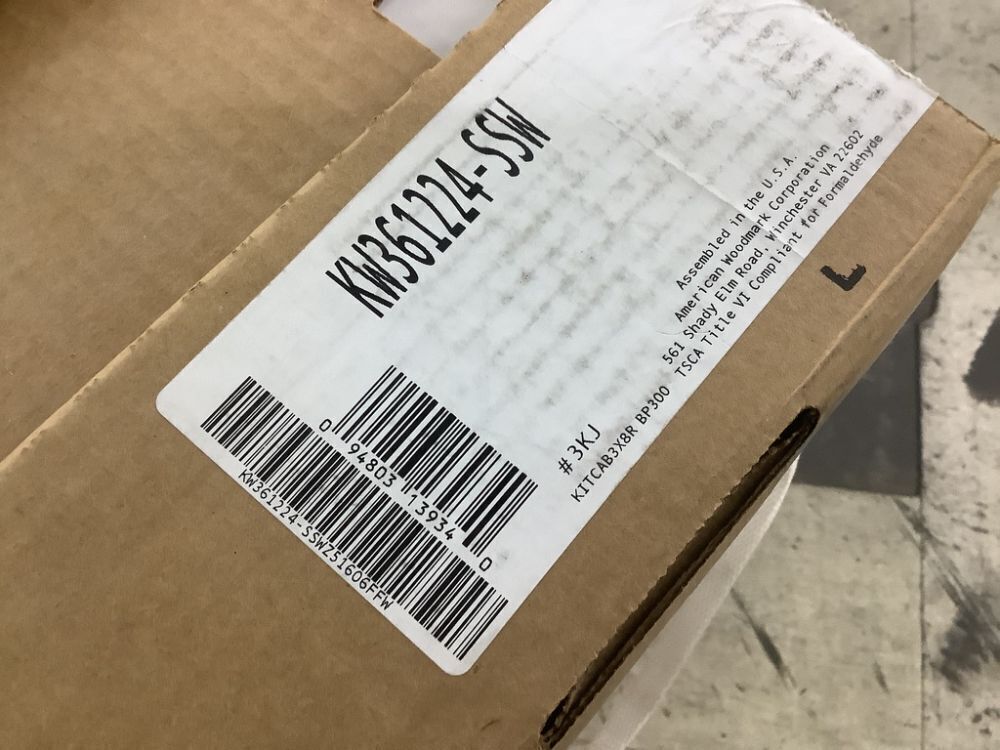 KW361224-SSW
Assembled in the U.S.A.
American Woodmark Corporation
561 Shady Elm Road, Winchester VA 22602
TSCA Title VI Compliant for Formaldehyde
#3KJ
KITCAB3X8R BP300
0 94803 13934 0
KW361224-SSWZ51606FFW
L